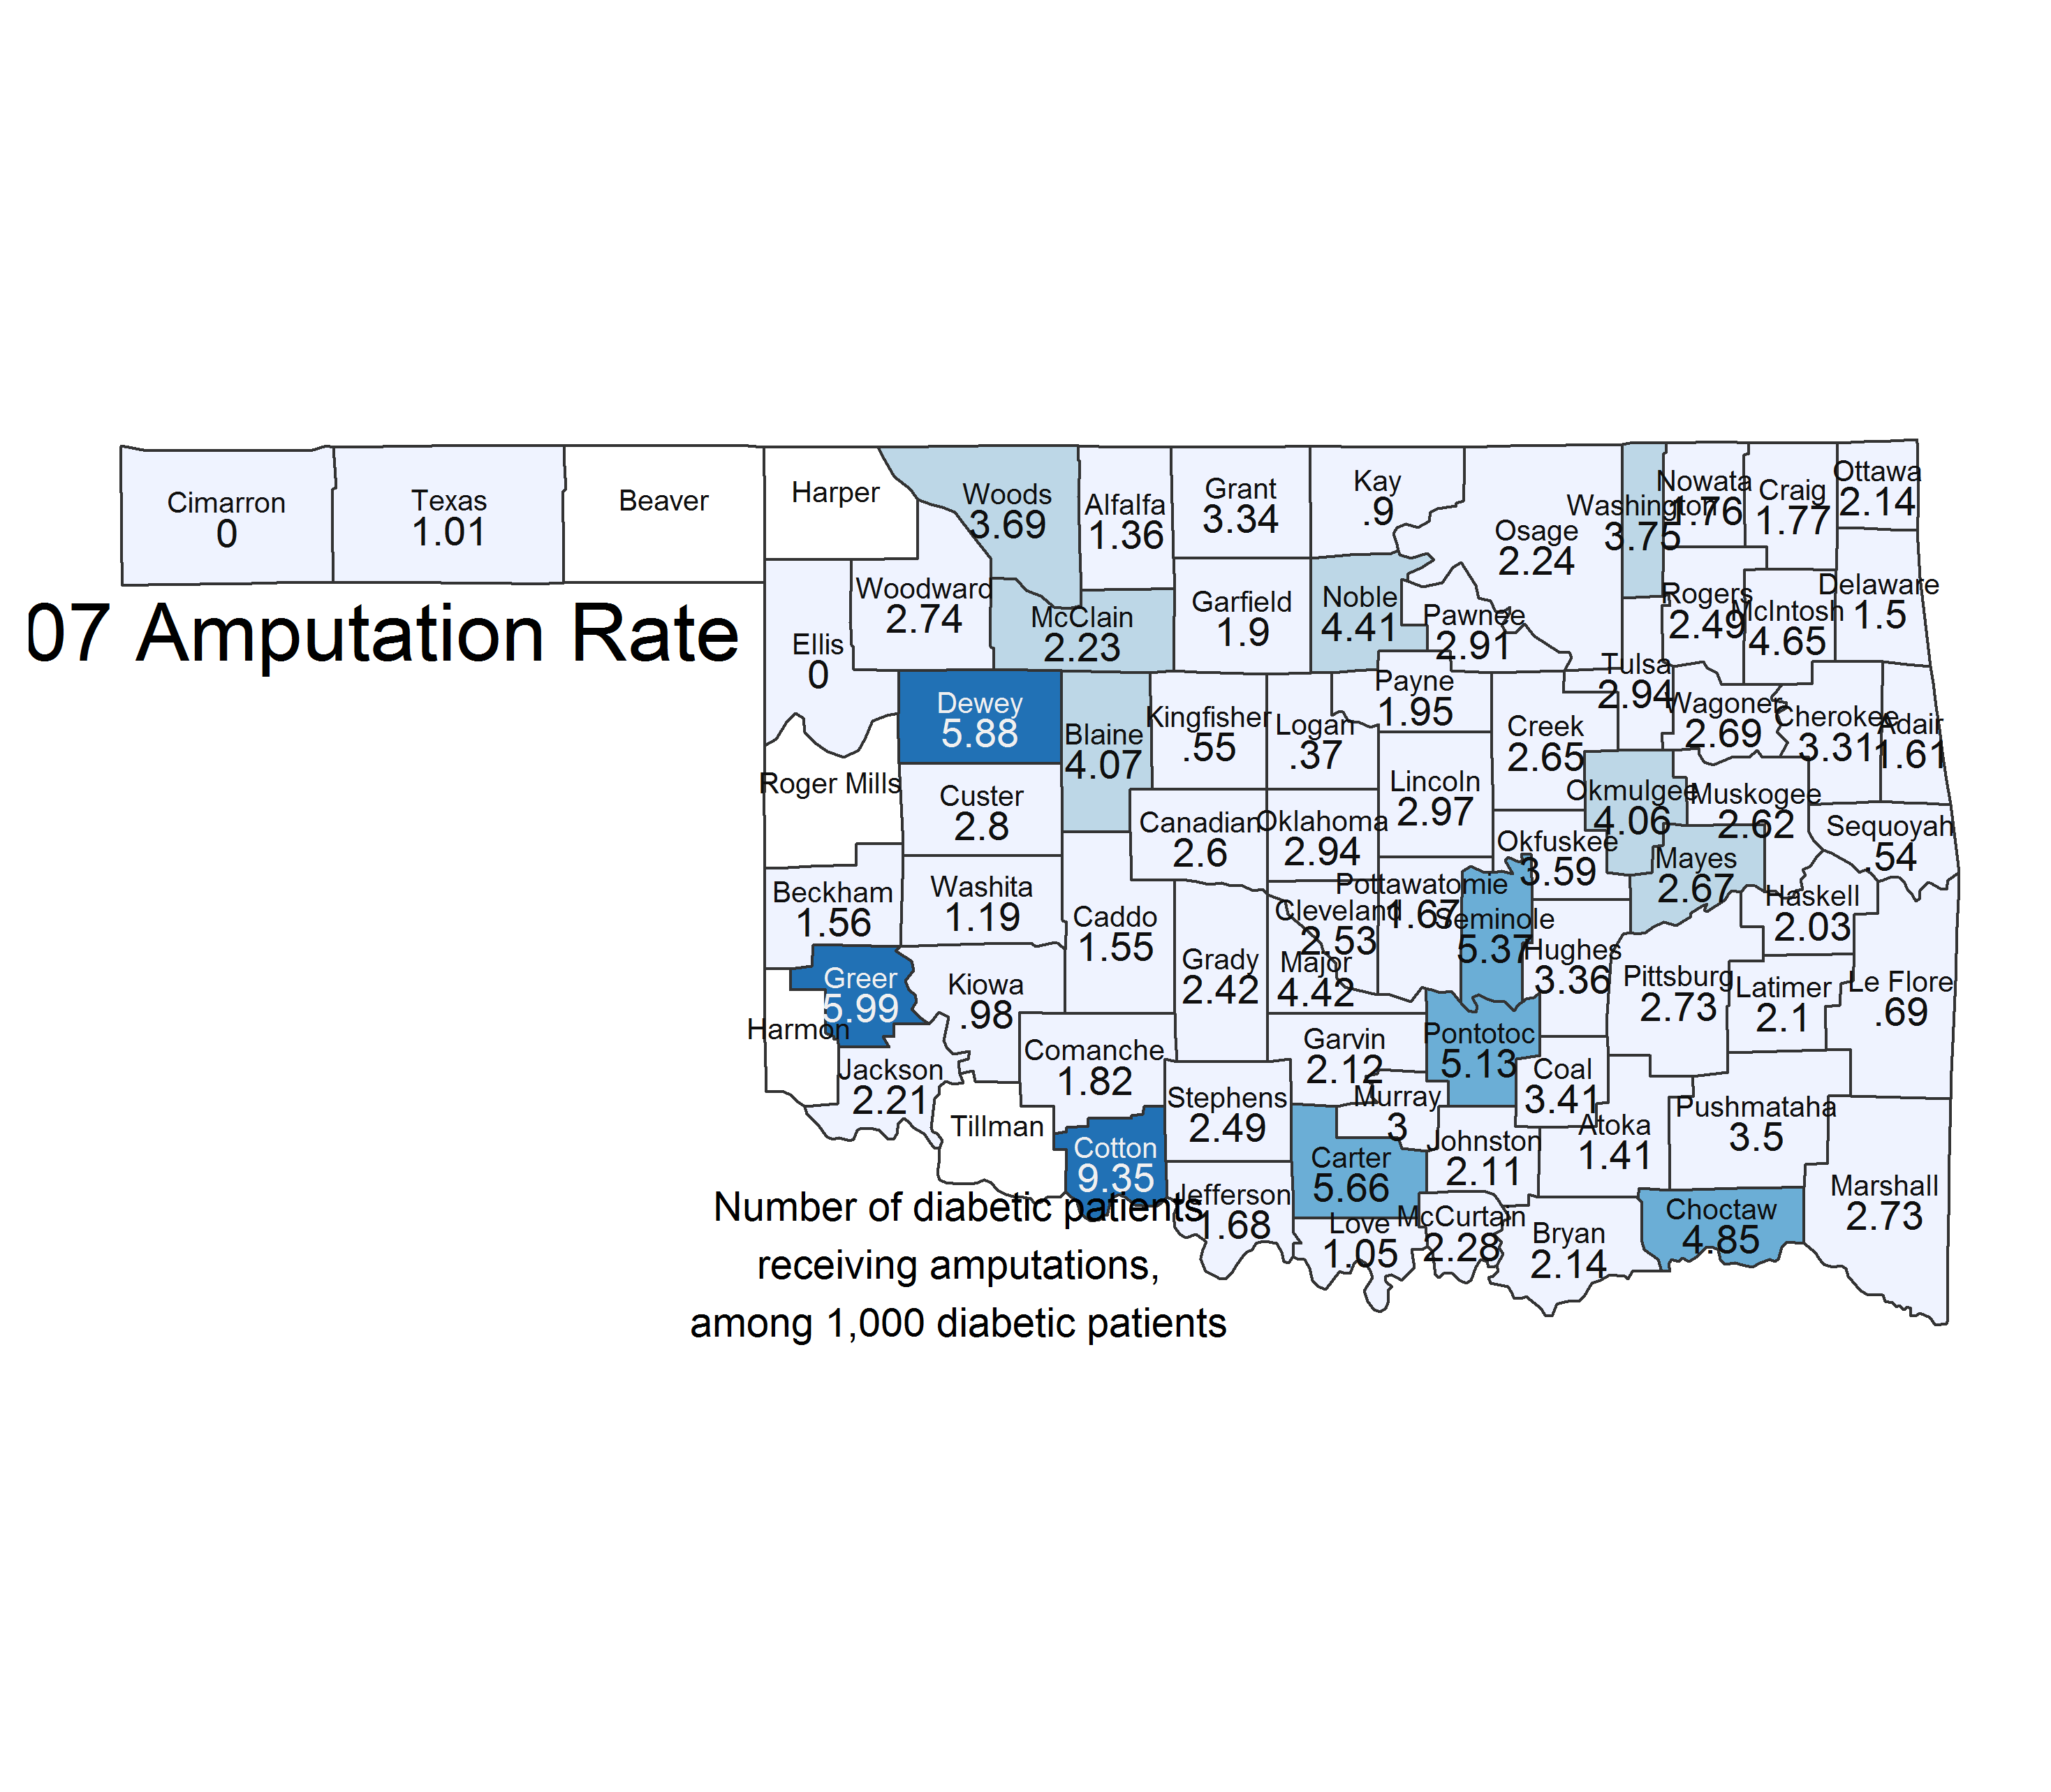 Cimarron
0
Texas
1.01
Beaver
Harper
Woods
3.69
Alfalfa
1.36
Grant
3.34
Kay
.9
Osage
2.24
Washington
3.75
Nowata
1.76
Craig
1.77
Ottawa
2.14
07 Amputation Rate
Ellis
0
Woodward
2.74
McClain
2.23
Garfield
1.9
Noble
4.41
Pawnee
2.91
Rogers
2.49
McIntosh
4.65
Delaware
1.5
Tulsa
2.94
Dewey
5.88
Blaine
4.07
Kingfisher
.55
Logan
.37
Payne
1.95
Creek
2.65
Wagoner
2.69
Cherokee
3.31
Adair
1.61
Roger Mills
Custer
2.8
Canadian
2.6
Oklahoma
2.94
Lincoln
2.97
Okfuskee
3.59
Okmulgee
4.06
Muskogee
2.62
Sequoyah
.54
Mayes
2.67
Haskell
2.03
Beckham
1.56
Washita
1.19
Caddo
1.55
Grady
2.42
Pottawatomie
1.67
Cleveland
2.53
Major
4.42
Seminole
5.37
Hughes
3.36
Pittsburg
2.73
Latimer
2.1
Le Flore
.69
Greer
5.99
Kiowa
.98
Harmon
Jackson
2.21
Comanche
1.82
Garvin
2.12
Pontotoc
5.13
Coal
3.41
Tillman
Cotton
9.35
Stephens
2.49
Murray
3
Johnston
2.11
Atoka
1.41
Pushmataha
3.5
Carter
5.66
Jefferson
1.68
Love
1.05
McCurtain
2.28
Bryan
2.14
Choctaw
4.85
Marshall
2.73
Number of diabetic patients
receiving amputations,
among 1,000 diabetic patients